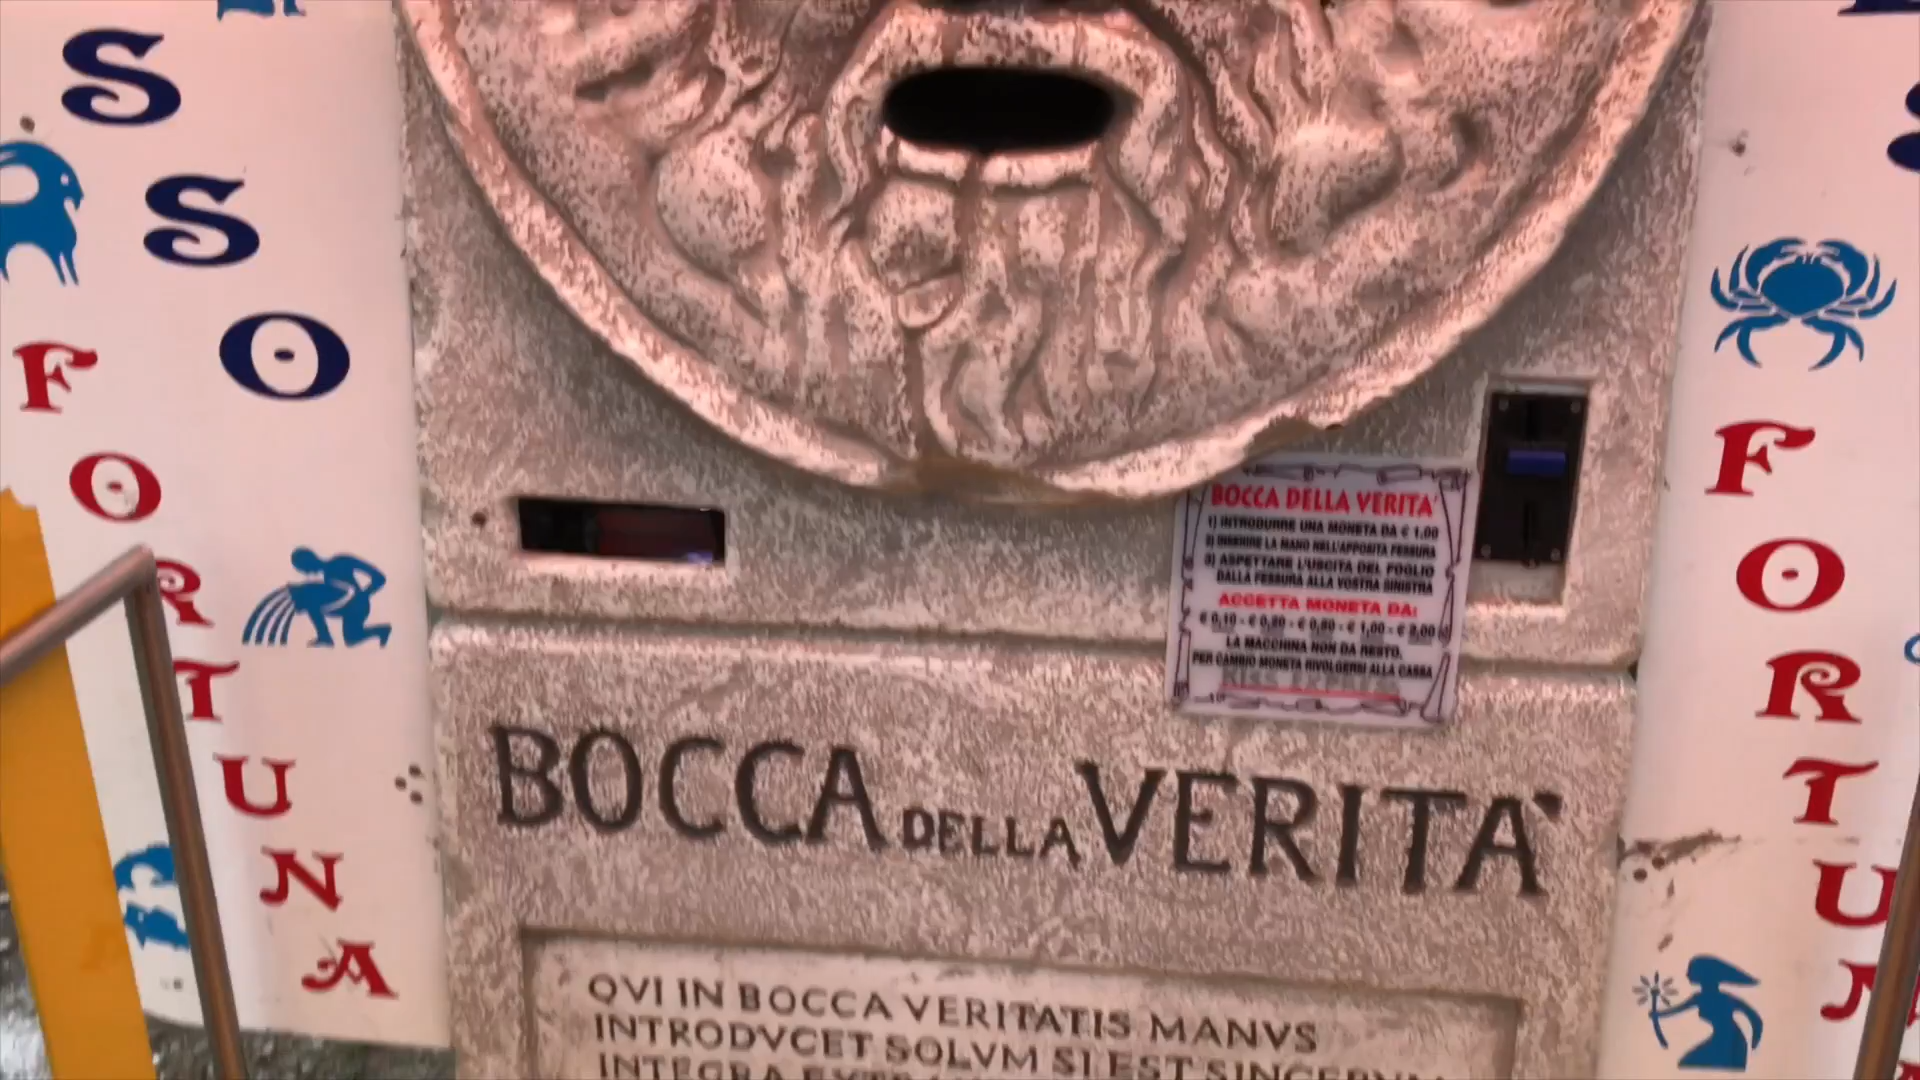 S
S
O
F
O
R
T
U
N
A
BOCCA DELLA VERITA'
1) INTRODURRE UNA MONETA DA € 1,00
2) INSERIRE LA MANO NELL'APPOSITA FESSURA
3) ASPETTARE L'USCITA DEL FOGLIO
DALLA FESSURA ALLA VOSTRA SINISTRA
ACCETTA MONETA DA:
€ 0,10 - € 0,20 - € 0,50 - € 1,00 - € 2,00
LA MACCHINA NON DA RESTO,
PER CAMBIO MONETA RIVOLGERSI ALLA CASSA
BOCCA DELLA VERITA'
QVI IN BOCCA VERITATIS MANVS
INTRODVCET SOLVM SI EST SINCERVM
INTEGRA
F
O
R
T
U
N